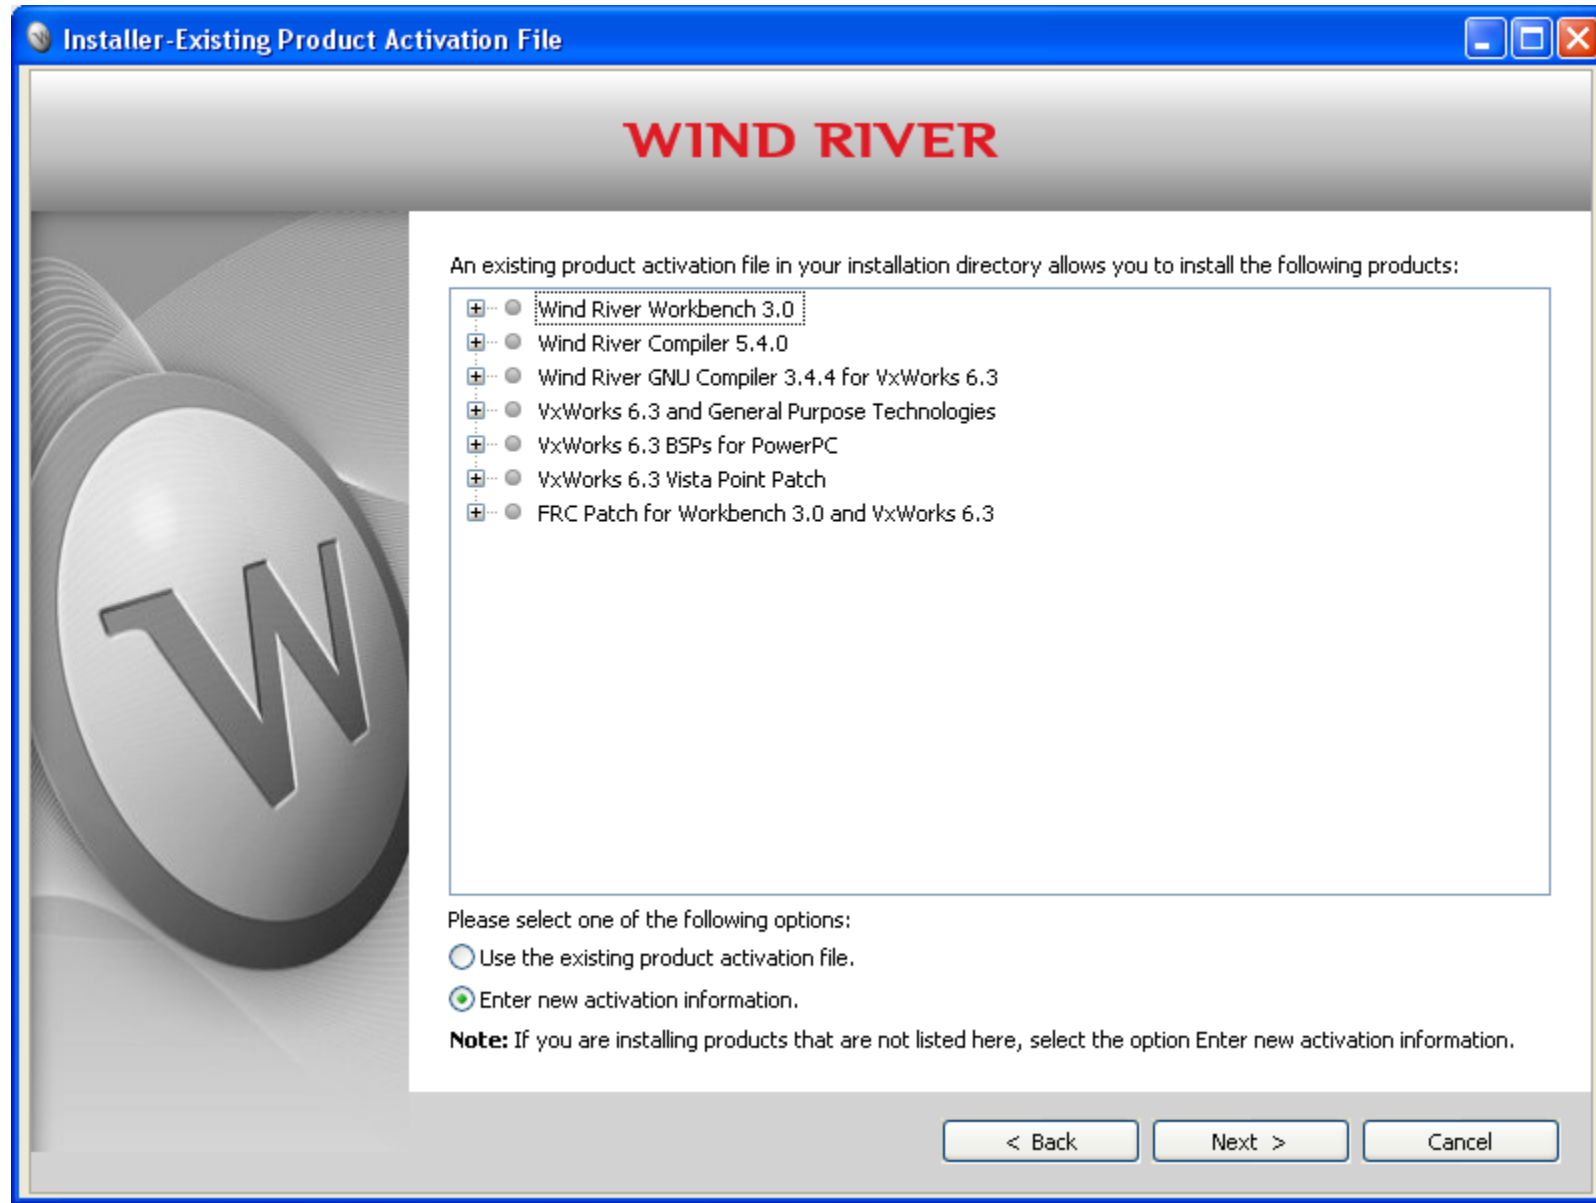 Installer-Existing Product Activation File
WIND RIVER
An existing product activation file in your installation directory allows you to install the following products:
Wind River Workbench 3.0
Wind River Compiler 5.4.0
Wind River GNU Compiler 3.4.4 for VxWorks 6.3
VxWorks 6.3 and General Purpose Technologies
VxWorks 6.3 BSPs for PowerPC
VxWorks 6.3 Vista Point Patch
FRC Patch for Workbench 3.0 and VxWorks 6.3
W
Please select one of the following options:
Use the existing product activation file.
Enter new activation information.
Note: If you are installing products that are not listed here, select the option Enter new activation information.
< Back Next > Cancel